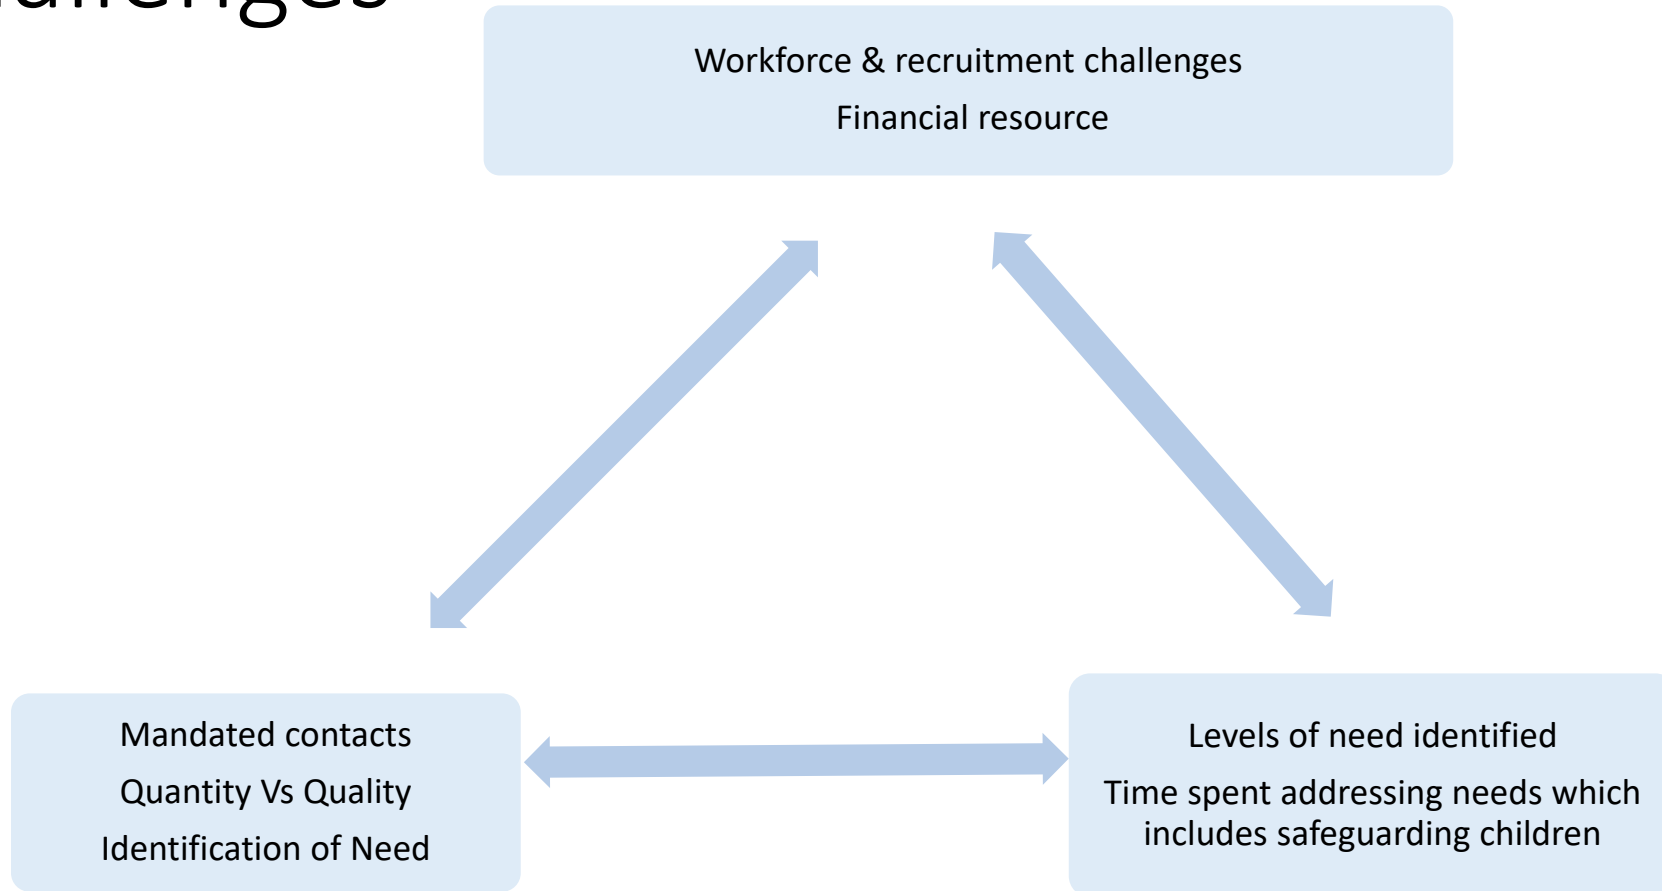 Workforce & recruitment challenges
Financial resource
Mandated contacts
Quantity Vs Quality
Identification of Need
Levels of need identified
Time spent addressing needs which
includes safeguarding children